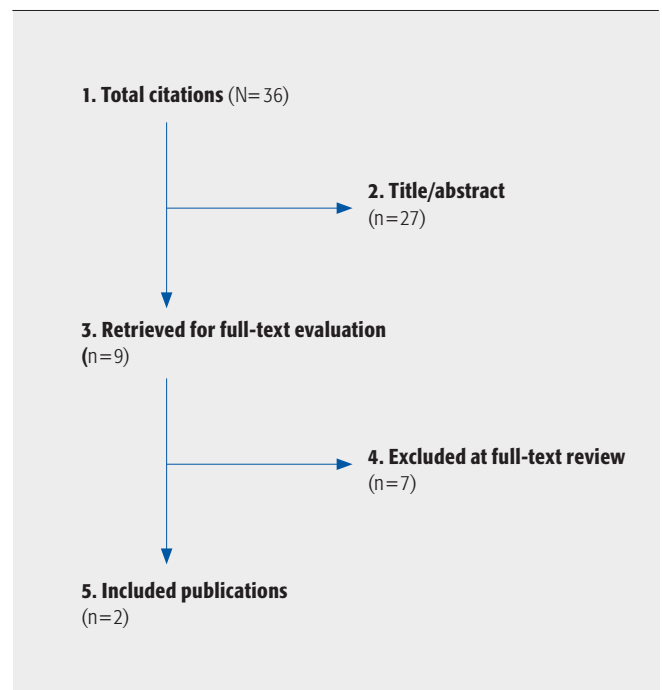 1. Total citations (N=36)
2. Title/abstract
(n=27)
3. Retrieved for full-text evaluation
(n=9)
4. Excluded at full-text review
(n=7)
5. Included publications
(n=2)